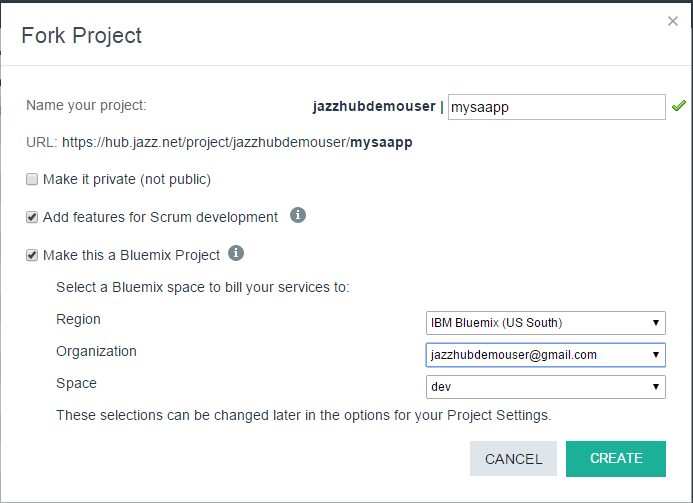 Fork Project
Name your project: jazzhubdemouser | mysaapp
URL: https://hub.jazz.net/project/jazzhubdemouser/mysaapp
Make it private (not public)
Add features for Scrum development
Make this a Bluemix Project
Select a Bluemix space to bill your services to:
Region IBM Bluemix (US South)
Organization jazzhubdemouser@gmail.com
Space dev
These selections can be changed later in the options for your Project Settings.
CANCEL CREATE